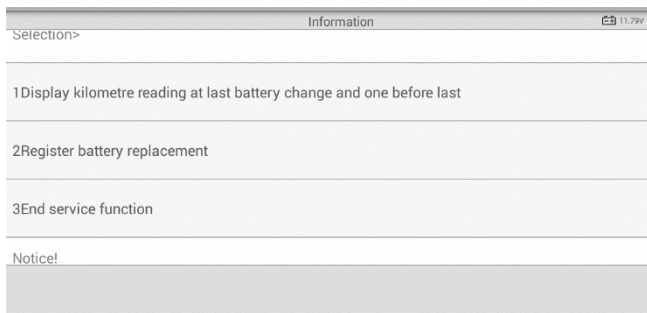 Information
11.79V
Selection>
1Display kilometre reading at last battery change and one before last
2Register battery replacement
3End service function
Notice!